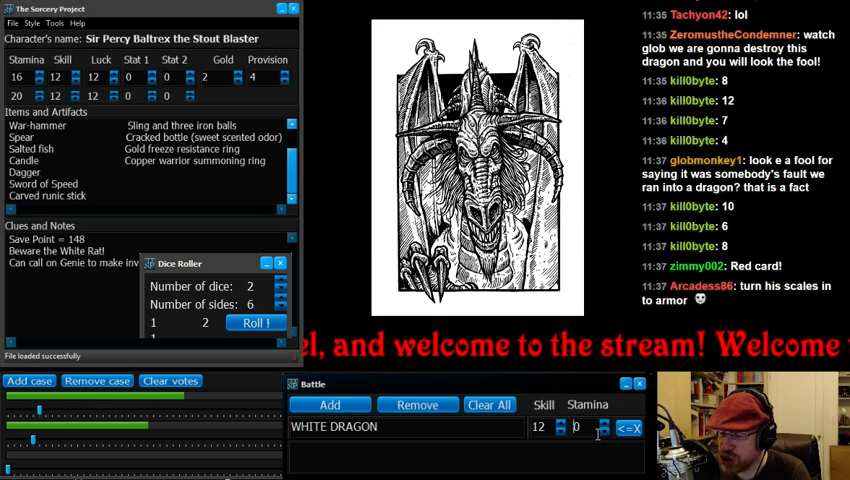 The Sorcery Project
File Style Tools Help
Character's name: Sir Percy Baltrex the Stout Blaster
Stamina Skill Luck Stat 1 Stat 2 Gold Provision
16 12 12 0 0 2 4
20 12 12 0 0
Items and Artifacts
War-hammer Sling and three iron balls
Spear Cracked bottle (sweet scented odor)
Salted fish Gold freeze resistance ring
Candle Copper warrior summoning ring
Dagger
Sword of Speed
Carved runic stick
Clues and Notes
Save Point = 148
Beware the White Rat!
Can call on Genie to make inv
Dice Roller
Number of dice: 2
Number of sides: 6
1 2 Roll !
File loaded successfully
el, and welcome to the stream! Welcome
Add case Remove case Clear votes
Battle
Add Remove Clear All Skill Stamina
WHITE DRAGON 12 0 <=X
11:35 Tachyon42: lol
11:35 ZeromustheCondemner: watch
glob we are gonna destroy this
dragon and you will look the fool!
11:35 kill0byte: 8
11:36 kill0byte: 12
11:36 kill0byte: 7
11:36 kill0byte: 4
11:37 globmonkey1: look e a fool for
saying it was somebody's fault we
ran into a dragon? that is a fact
11:37 kill0byte: 10
11:37 kill0byte: 6
11:37 kill0byte: 8
11:37 zimmy002: Red card!
11:37 Arcadess86: turn his scales in
to armor